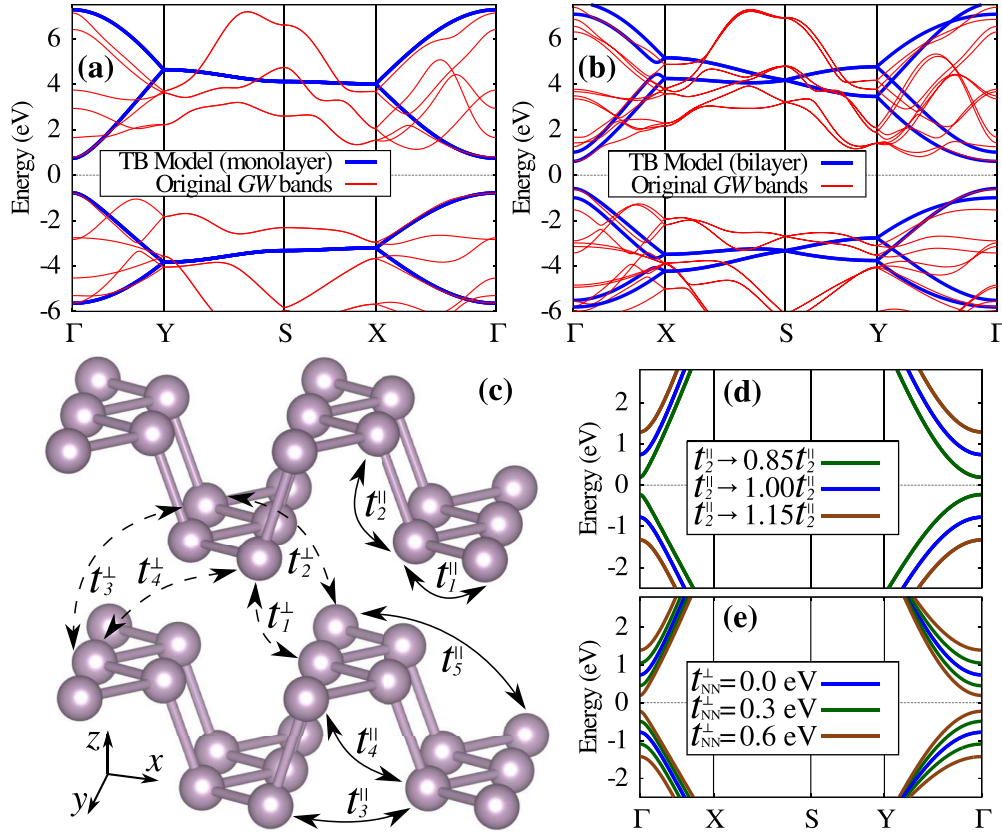 (a)
Energy (eV)
6
4
2
0
-2
-4
-6
TB Model (monolayer)
Original GW bands
Γ Y S X Γ
(b)
Energy (eV)
6
4
2
0
-2
-4
-6
TB Model (bilayer)
Original GW bands
Γ X S Y Γ
(c)
t₂^∥
t₁^∥
t₃^⊥
t₄^⊥
t₂^⊥
t₁^⊥
t₅^∥
t₄^∥
t₃^∥
z
x
y
(d)
Energy (eV)
2
1
0
-1
-2
t₂^∥→0.85t₂^∥
t₂^∥→1.00t₂^∥
t₂^∥→1.15t₂^∥
(e)
Energy (eV)
2
1
0
-1
-2
t_NN^⊥=0.0 eV
t_NN^⊥=0.3 eV
t_NN^⊥=0.6 eV
Γ X S Y Γ